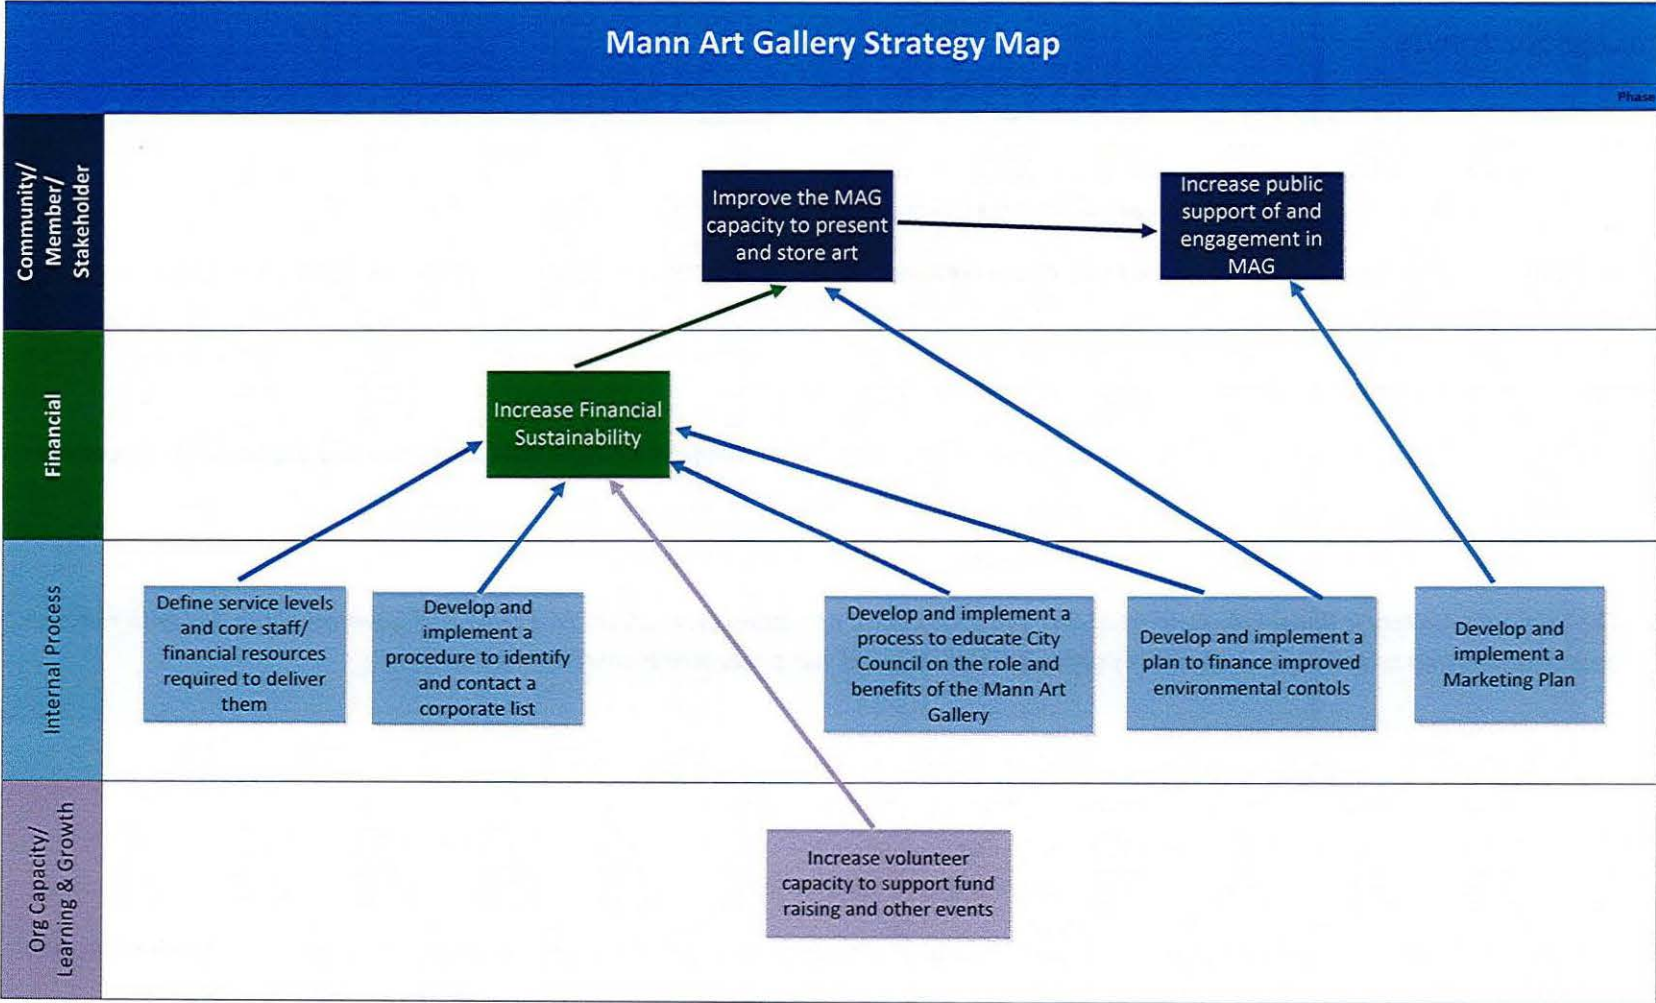 Mann Art Gallery Strategy Map
Phase
Community/
Member/
Stakeholder
Improve the MAG
capacity to present
and store art
Increase public
support of and
engagement in
MAG
Financial
Increase Financial
Sustainability
Internal Process
Define service levels
and core staff/
financial resources
required to deliver
them
Develop and
implement a
procedure to identify
and contact a
corporate list
Develop and implement a
process to educate City
Council on the role and
benefits of the Mann Art
Gallery
Develop and implement a
plan to finance improved
environmental contols
Develop and
implement a
Marketing Plan
Org Capacity/
Learning & Growth
Increase volunteer
capacity to support fund
raising and other events